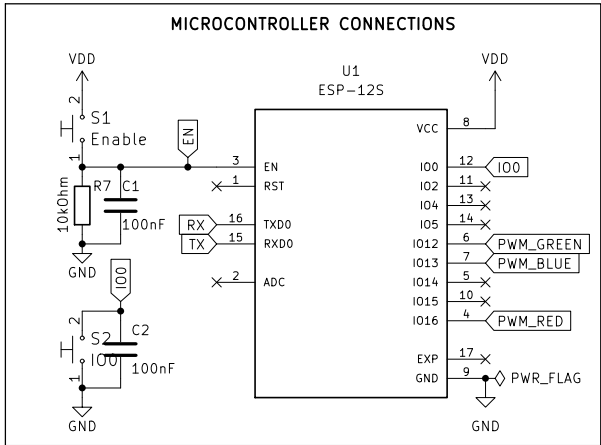 MICROCONTROLLER CONNECTIONS
VDD
2
S1
Enable
1
R7
10kOhm
C1
100nF
GND
EN
RX
TX
IO0
2
S2
IO0
1
C2
100nF
GND
U1
ESP-12S
3 EN
1 RST
16 TXD0
15 RXD0
2 ADC
VDD
VCC 8
IO0 12 IO0
IO2 11
IO4 13
IO5 14
IO12 6 PWM_GREEN
IO13 7 PWM_BLUE
IO14 5
IO15 10
IO16 4 PWM_RED
EXP 17
GND 9 PWR_FLAG
GND